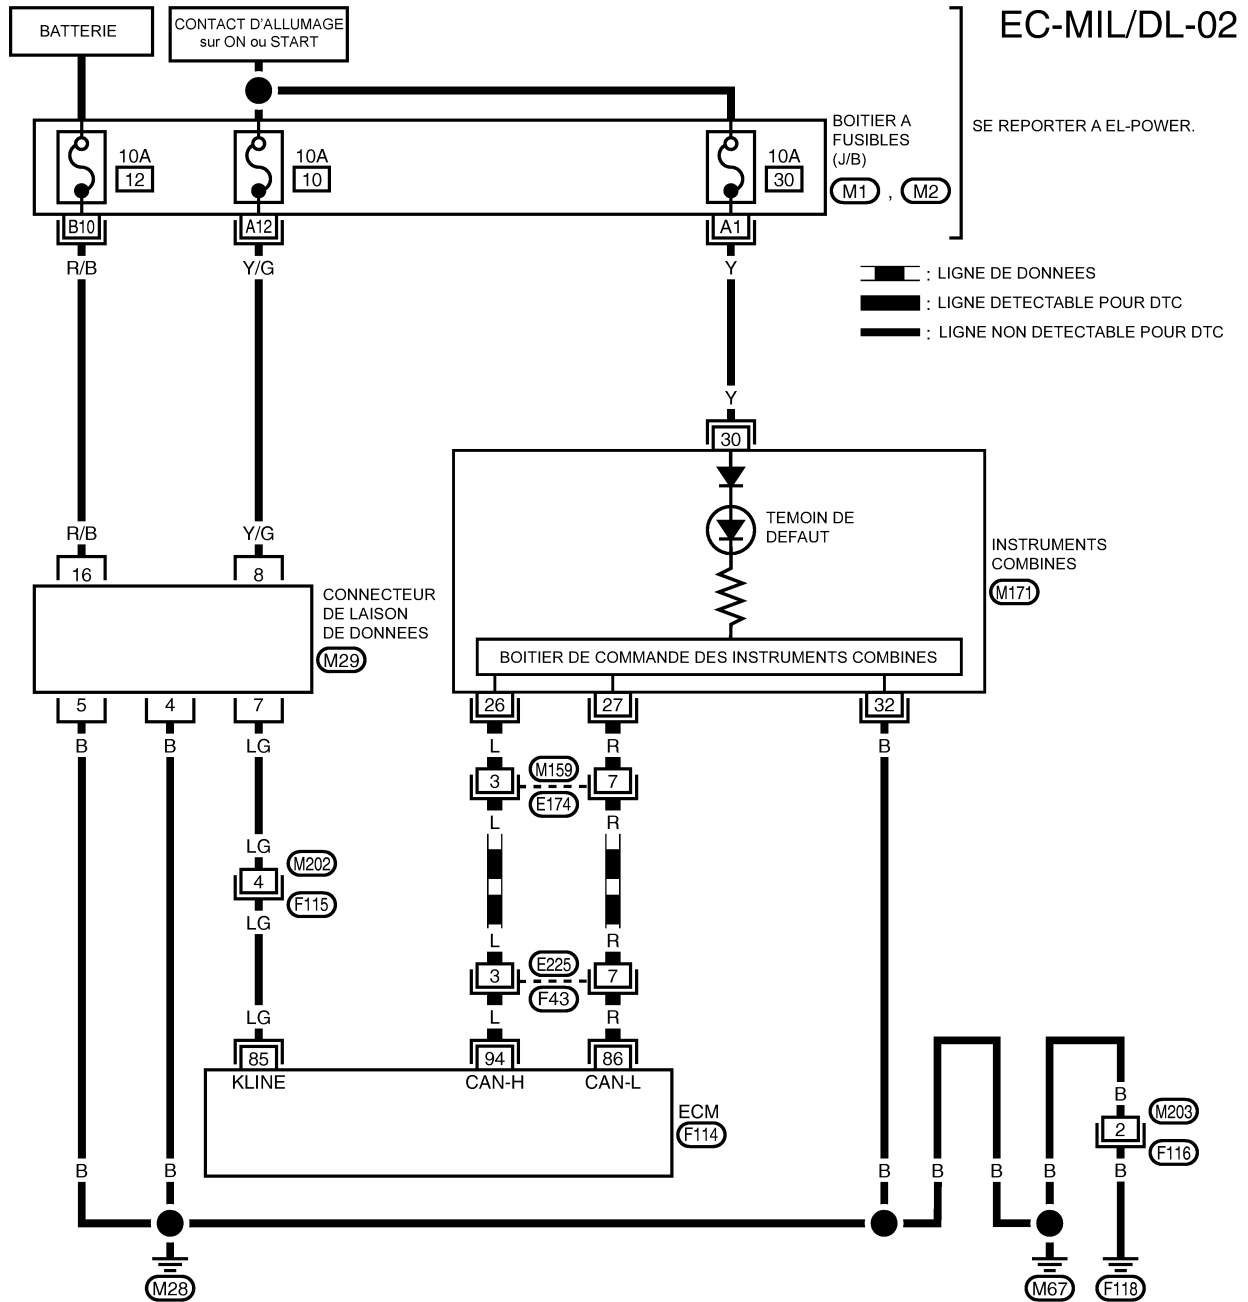 EC-MIL/DL-02
BATTERIE
CONTACT D'ALLUMAGE
sur ON ou START
SE REPORTER A EL-POWER.
BOITIER A
FUSIBLES
(J/B)
M1 , M2
10A
12
10A
10
10A
30
B10
A12
A1
R/B
Y/G
Y
: LIGNE DE DONNEES
: LIGNE DETECTABLE POUR DTC
: LIGNE NON DETECTABLE POUR DTC
Y
30
TEMOIN DE
DEFAUT
INSTRUMENTS
COMBINES
M171
R/B
Y/G
16
8
CONNECTEUR
DE LAISON
DE DONNEES
M29
BOITIER DE COMMANDE DES INSTRUMENTS COMBINES
5
4
7
26
27
32
B
B
LG
L
R
B
3
M159
E174
7
L
R
LG
4
M202
F115
LG
L
R
3
E225
F43
7
LG
L
R
85
94
86
KLINE
CAN-H
CAN-L
ECM
F114
B
2
M203
F116
B
B
B
B
B
B
B
M28
M67
F118